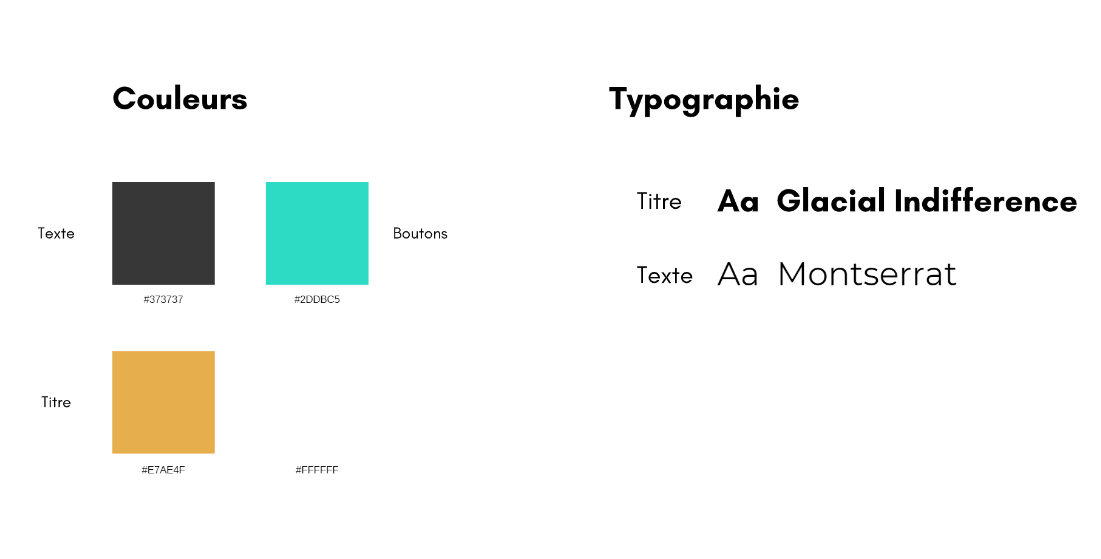 Couleurs
Texte
Boutons
#373737
#2DDBC5
Titre
#E7AE4F
#FFFFFF
Typographie
Titre Aa Glacial Indifference
Texte Aa Montserrat